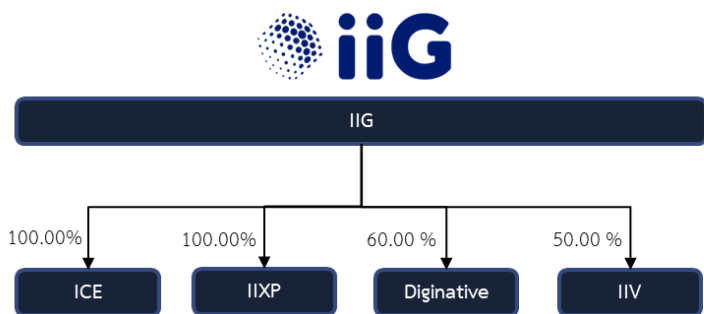 iiG
IIG
100.00% 100.00% 60.00 % 50.00 %
ICE IIXP Diginative IIV